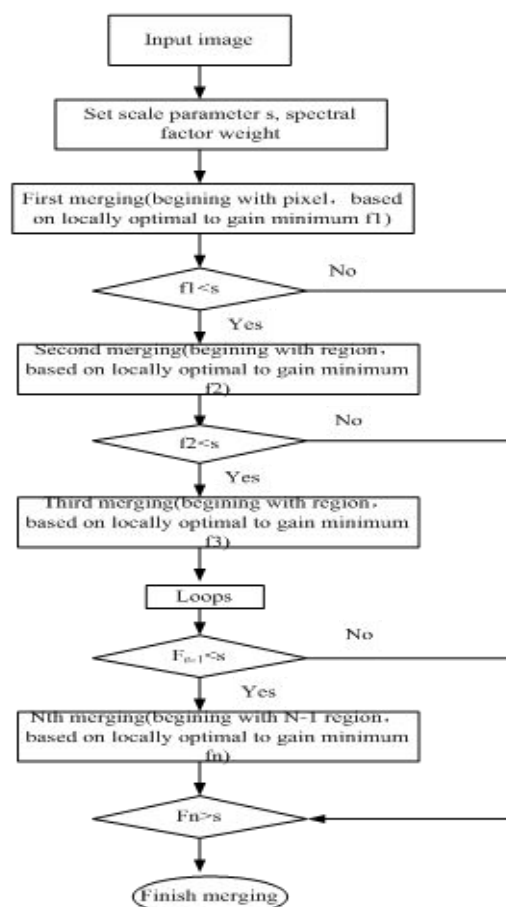 Input image
Set scale parameter s, spectral
factor weight
First merging(begining with pixel，based
on locally optimal to gain minimum f1)
No
f1<s
Yes
Second merging(begining with region，
based on locally optimal to gain minimum
f2)
No
f2<s
Yes
Third merging(begining with region，
based on locally optimal to gain minimum
f3)
Loops
No
Fn-1<s
Yes
Nth merging(begining with N-1 region，
based on locally optimal to gain minimum
fn)
Fn>s
Finish merging